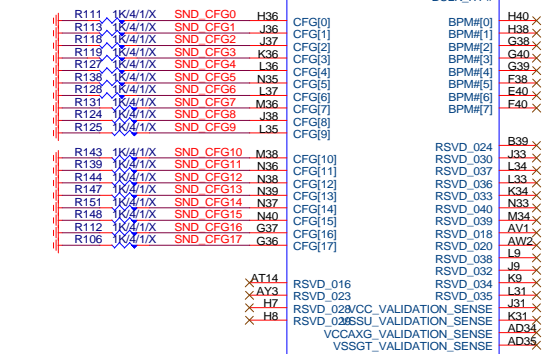 R111 1K/4/1/X SND_CFG0 H36 CFG[0] BPM#[0] H40
R113 1K/4/1/X SND_CFG1 J36 CFG[1] BPM#[1] H38
R118 1K/4/1/X SND_CFG2 J37 CFG[2] BPM#[2] G38
R119 1K/4/1/X SND_CFG3 K36 CFG[3] BPM#[3] G40
R127 1K/4/1/X SND_CFG4 L36 CFG[4] BPM#[4] G39
R138 1K/4/1/X SND_CFG5 N35 CFG[5] BPM#[5] F38
R128 1K/4/1/X SND_CFG6 L37 CFG[6] BPM#[6] E40
R131 1K/4/1/X SND_CFG7 M36 CFG[7] BPM#[7] F40
R124 1K/4/1/X SND_CFG8 J38 CFG[8]
R125 1K/4/1/X SND_CFG9 L35 CFG[9]
RSVD_024 B39
R143 1K/4/1/X SND_CFG10 M38 CFG[10] RSVD_030 J33
R139 1K/4/1/X SND_CFG11 N36 CFG[11] RSVD_037 L34
R144 1K/4/1/X SND_CFG12 N38 CFG[12] RSVD_036 L33
R147 1K/4/1/X SND_CFG13 N39 CFG[13] RSVD_033 K34
R151 1K/4/1/X SND_CFG14 N37 CFG[14] RSVD_040 N33
R148 1K/4/1/X SND_CFG15 N40 CFG[15] RSVD_039 M34
R112 1K/4/1/X SND_CFG16 G37 CFG[16] RSVD_018 AV1
R106 1K/4/1/X SND_CFG17 G36 CFG[17] RSVD_020 AW2
RSVD_038 L9
RSVD_032 J9
AT14 RSVD_016 RSVD_034 K9
AY3 RSVD_023 RSVD_035 L31
H7 RSVD_028 VCC_VALIDATION_SENSE J31
H8 RSVD_029 VSSU_VALIDATION_SENSE K31
VCCAXG_VALIDATION_SENSE AD34
VSSGT_VALIDATION_SENSE AD35